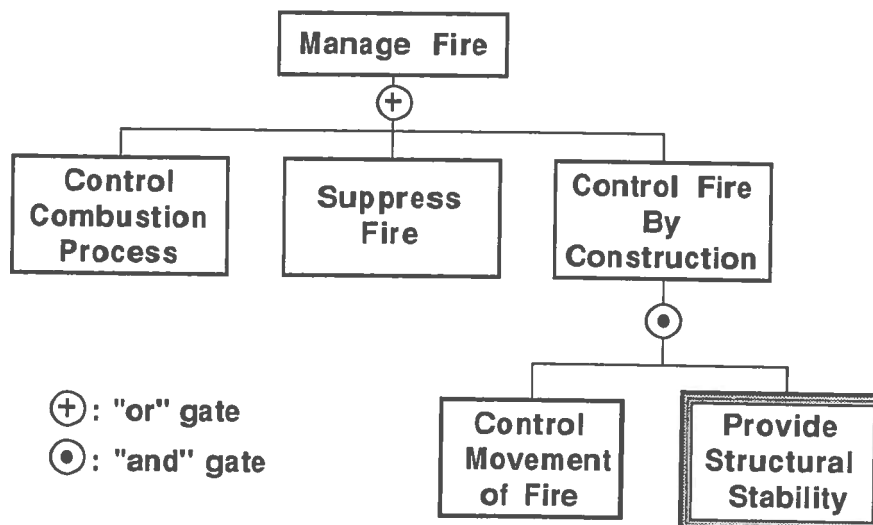 Manage Fire
Control
Combustion
Process
Suppress
Fire
Control Fire
By
Construction
Control
Movement
of Fire
Provide
Structural
Stability
+ : "or" gate
• : "and" gate